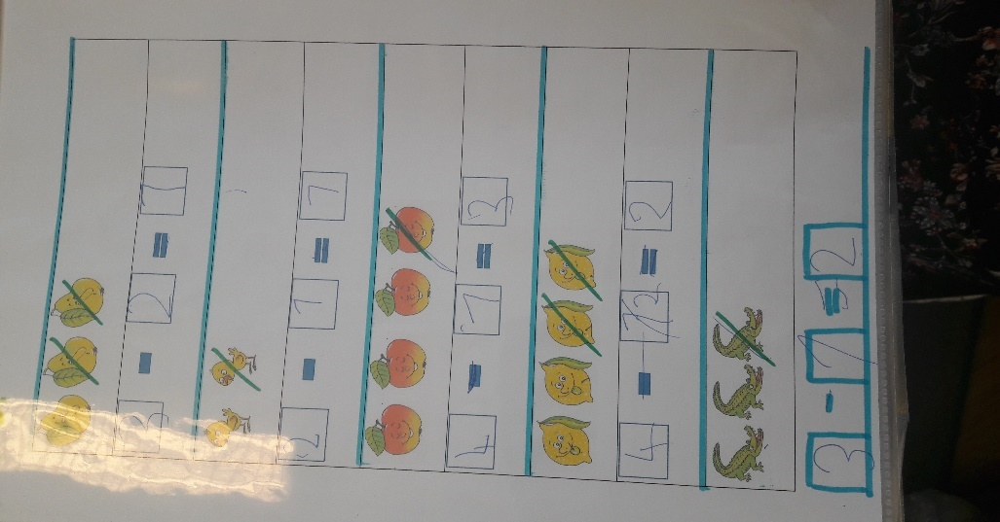 3 - 2 = 1
2 - 1 = 1
4 - 1 = 3
4 - 2 = 2
3 - 1 = 2